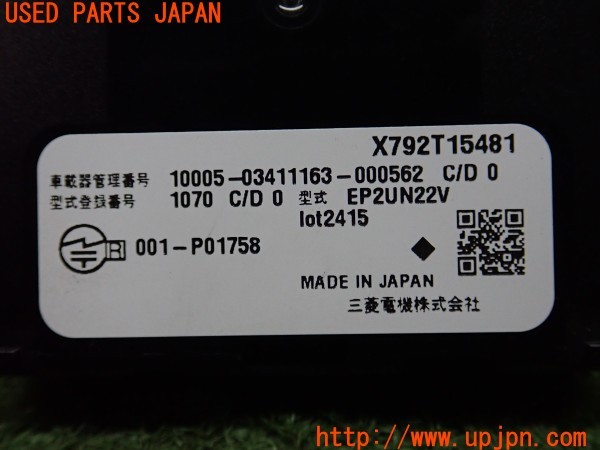 USED PARTS JAPAN
X792T15481
車載器管理番号 10005-03411163-000562 C/D 0
型式登録番号 1070 C/D 0 型式 EP2UN22V
lot2415
R 001-P01758
MADE IN JAPAN
三菱電機株式会社
http://www.upjpn.com